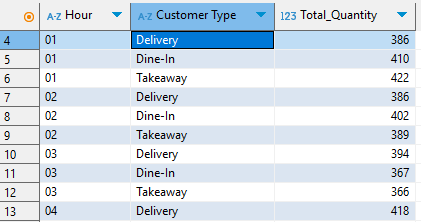 A-Z Hour A-Z Customer Type 123 Total_Quantity
4 01 Delivery 386
5 01 Dine-In 410
6 01 Takeaway 422
7 02 Delivery 386
8 02 Dine-In 402
9 02 Takeaway 389
10 03 Delivery 394
11 03 Dine-In 367
12 03 Takeaway 366
13 04 Delivery 418